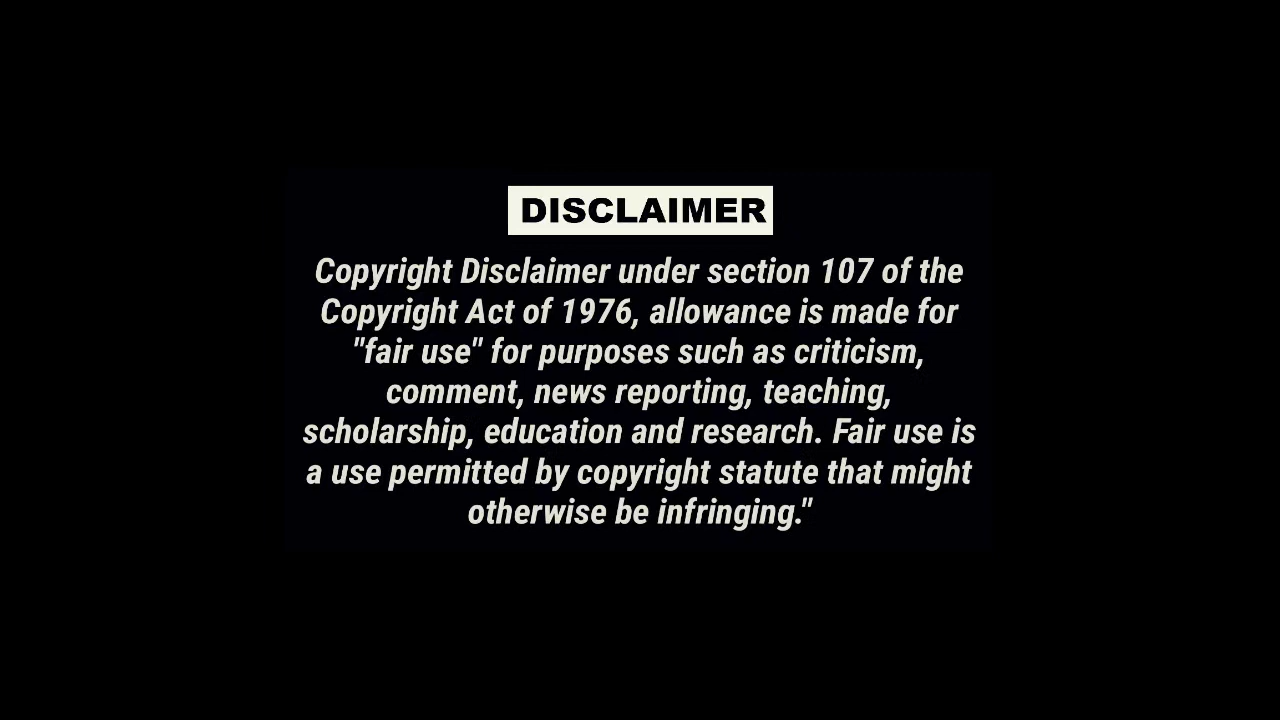 DISCLAIMER
Copyright Disclaimer under section 107 of the
Copyright Act of 1976, allowance is made for
"fair use" for purposes such as criticism,
comment, news reporting, teaching,
scholarship, education and research. Fair use is
a use permitted by copyright statute that might
otherwise be infringing."